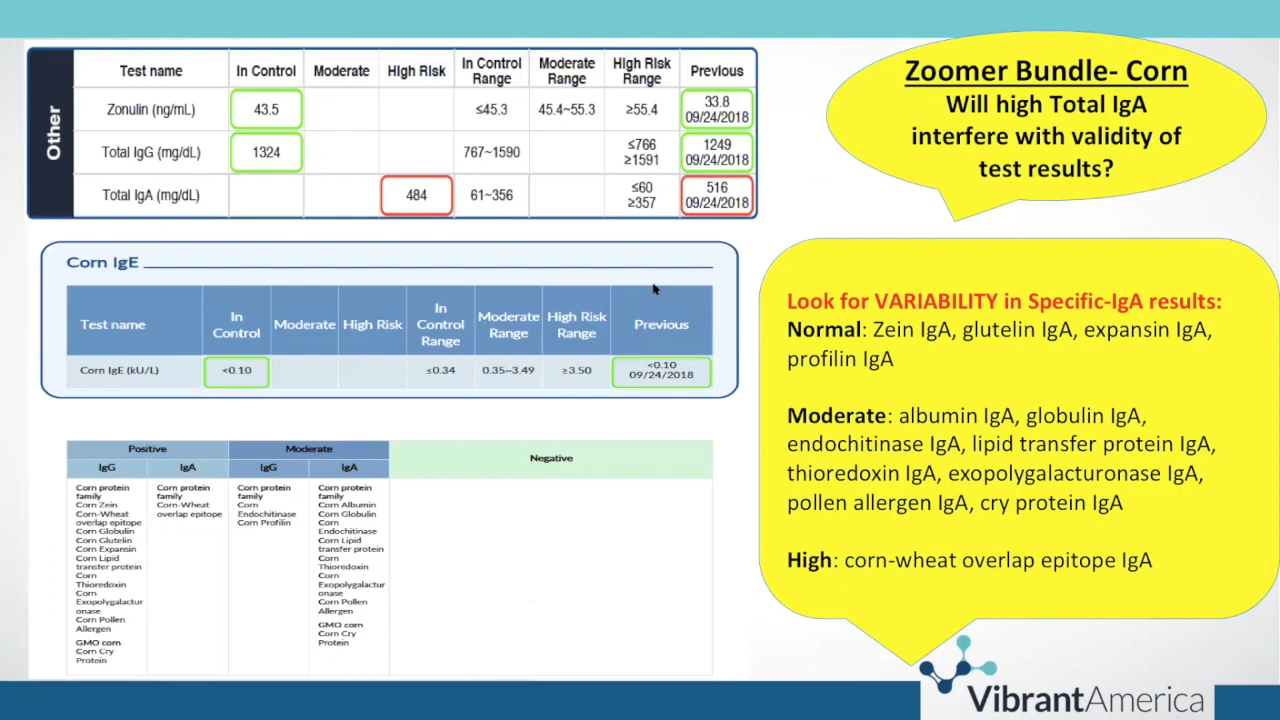 Other
Test name In Control Moderate High Risk In Control Range Moderate Range High Risk Range Previous
Zonulin (ng/mL) 43.5 ≤45.3 45.4~55.3 ≥55.4 33.8 09/24/2018
Total IgG (mg/dL) 1324 767~1590 ≤766 ≥1591 1249 09/24/2018
Total IgA (mg/dL) 484 61~356 ≤60 ≥357 516 09/24/2018
Corn IgE
Test name In Control Moderate High Risk In Control Range Moderate Range High Risk Range Previous
Corn IgE (kU/L) <0.10 ≤0.34 0.35~3.49 ≥3.50 <0.10 09/24/2018
Positive Moderate Negative
IgG IgA IgG IgA
Corn protein
family
Corn Zein
Corn-Wheat
overlap epitope
Corn Globulin
Corn Glutelin
Corn Expansin
Corn Lipid
transfer protein
Corn
Thioredoxin
Corn
Exopolygalactur
onase
Corn Pollen
Allergen
GMO corn
Corn Cry
Protein
Corn protein
family
Corn-Wheat
overlap epitope
Corn protein
family
Corn
Endochitinase
Corn Profilin
Corn protein
family
Corn Albumin
Corn Globulin
Corn
Endochitinase
Corn Lipid
transfer protein
Corn
Thioredoxin
Corn
Exopolygalactur
onase
Corn Pollen
Allergen
GMO corn
Corn Cry
Protein
Zoomer Bundle- Corn
Will high Total IgA
interfere with validity of
test results?
Look for VARIABILITY in Specific-IgA results:
Normal: Zein IgA, glutelin IgA, expansin IgA,
profilin IgA
Moderate: albumin IgA, globulin IgA,
endochitinase IgA, lipid transfer protein IgA,
thioredoxin IgA, exopolygalacturonase IgA,
pollen allergen IgA, cry protein IgA
High: corn-wheat overlap epitope IgA
VibrantAmerica